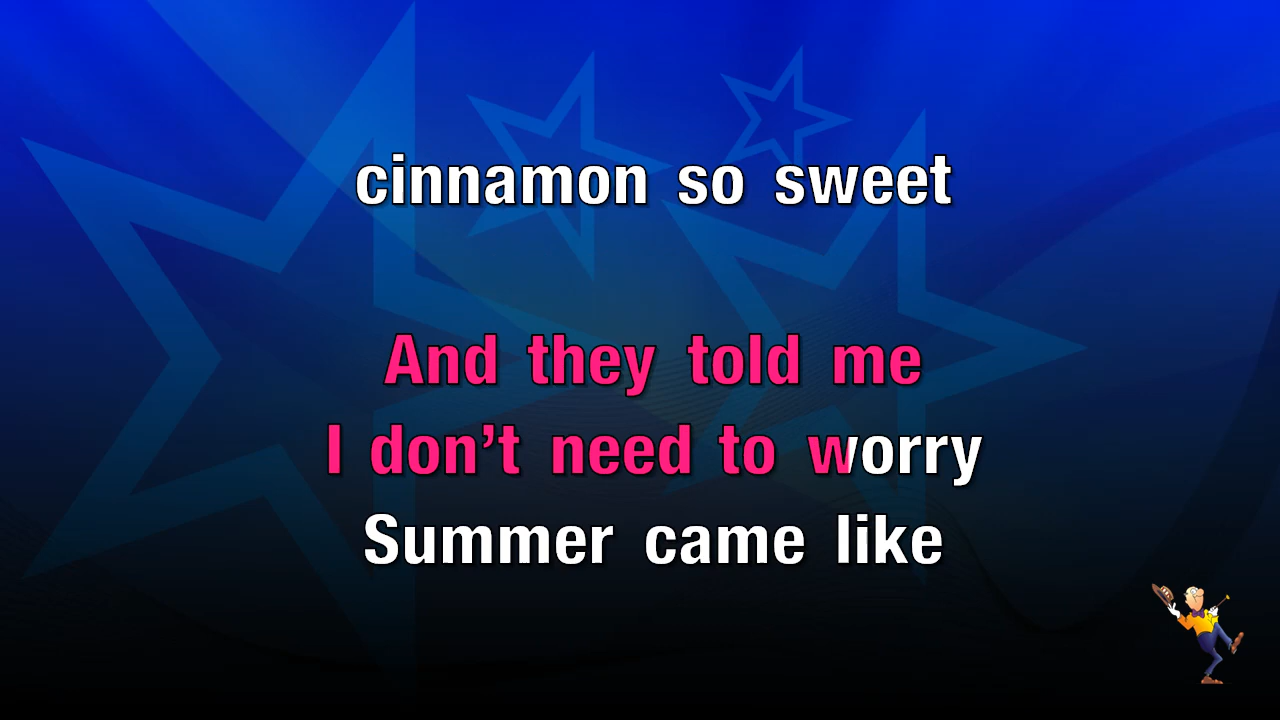 cinnamon so sweet
And they told me
I don't need to worry
Summer came like